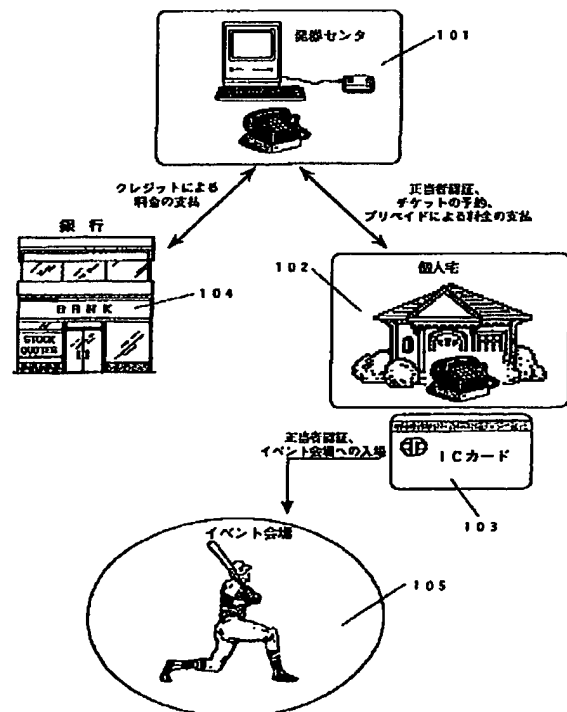 発券センタ
101
クレジットによる
料金の支払
正当者認証、
チケットの予約、
プリペイドによる料金の支払
銀行
BANK
STOCK
QUOTES
104
102
個人宅
正当者認証、
イベント会場への入場
ICカード
103
イベント会場
105